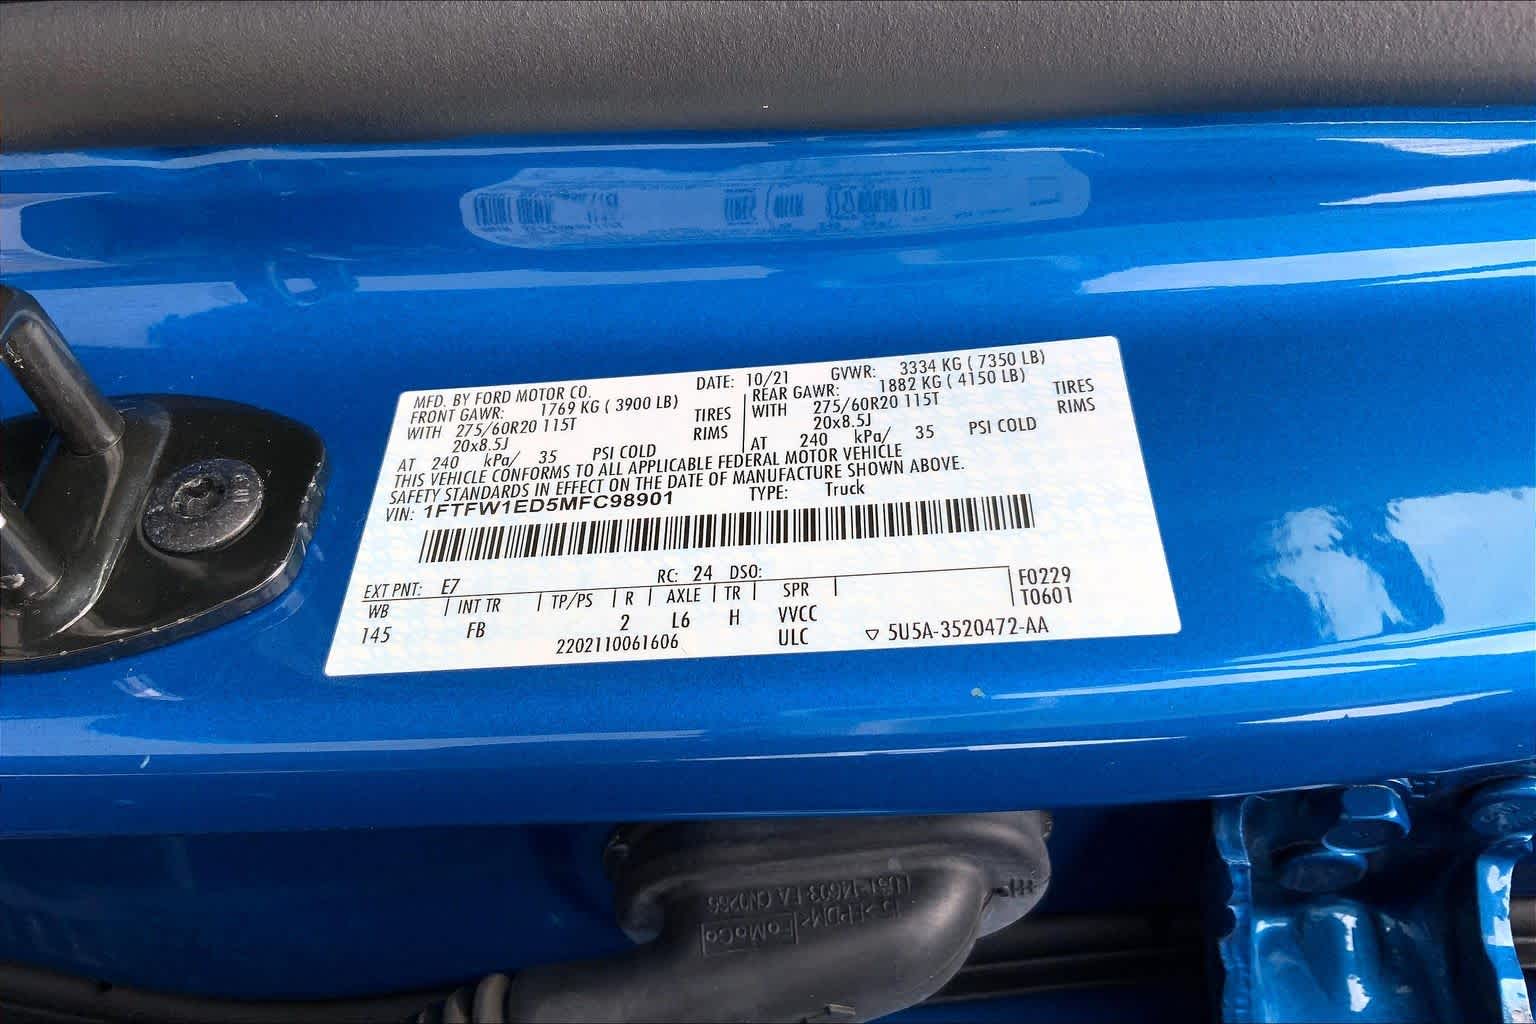 MFD. BY FORD MOTOR CO. DATE: 10/21 GVWR: 3334 KG ( 7350 LB)
FRONT GAWR: 1769 KG ( 3900 LB) REAR GAWR: 1882 KG ( 4150 LB)
WITH 275/60R20 115T TIRES WITH 275/60R20 115T TIRES
20x8.5J RIMS 20x8.5J RIMS
AT 240 kPa/ 35 PSI COLD AT 240 kPa/ 35 PSI COLD
THIS VEHICLE CONFORMS TO ALL APPLICABLE FEDERAL MOTOR VEHICLE
SAFETY STANDARDS IN EFFECT ON THE DATE OF MANUFACTURE SHOWN ABOVE.
VIN: 1FTFW1ED5MFC98901 TYPE: Truck
EXT PNT: E7 RC: 24 DSO: F0229
WB INT TR TP/PS R AXLE TR SPR T0601
145 FB 2 L6 H VVCC
2202110061606 ULC 5U5A-3520472-AA
FoMoCo